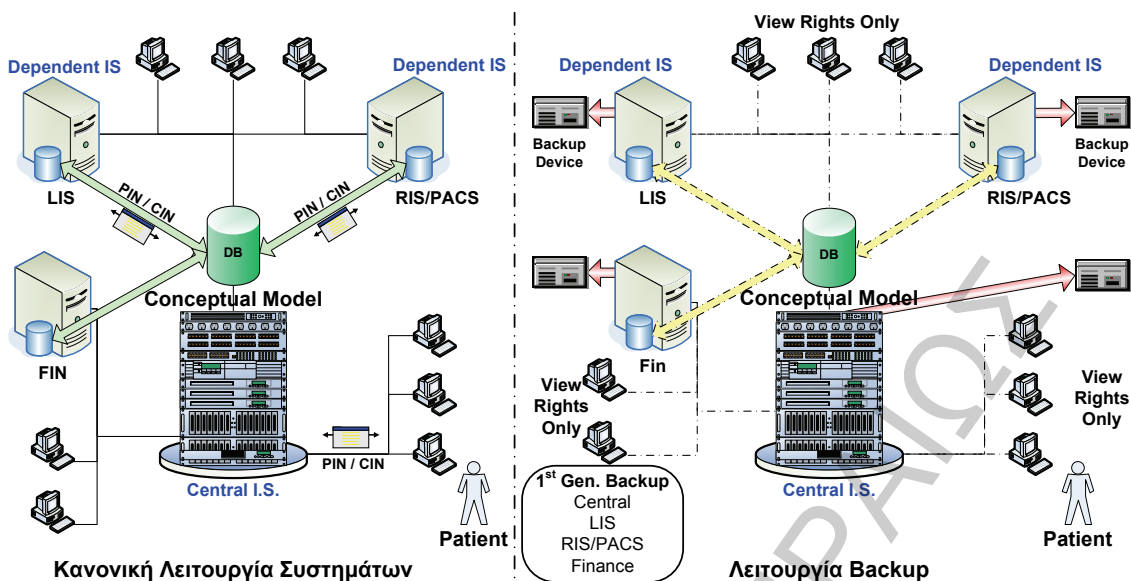 Dependent IS
Dependent IS
LIS
PIN / CIN
PIN / CIN
RIS/PACS
DB
Conceptual Model
FIN
PIN / CIN
Central I.S.
Patient
Κανονική Λειτουργία Συστημάτων
View Rights Only
Dependent IS
Dependent IS
Backup
Device
Backup
Device
LIS
RIS/PACS
DB
Conceptual Model
Fin
View
Rights
Only
View
Rights
Only
1st Gen. Backup
Central
LIS
RIS/PACS
Finance
Central I.S.
Patient
Λειτουργία Backup
ΡΑΙΩΣ